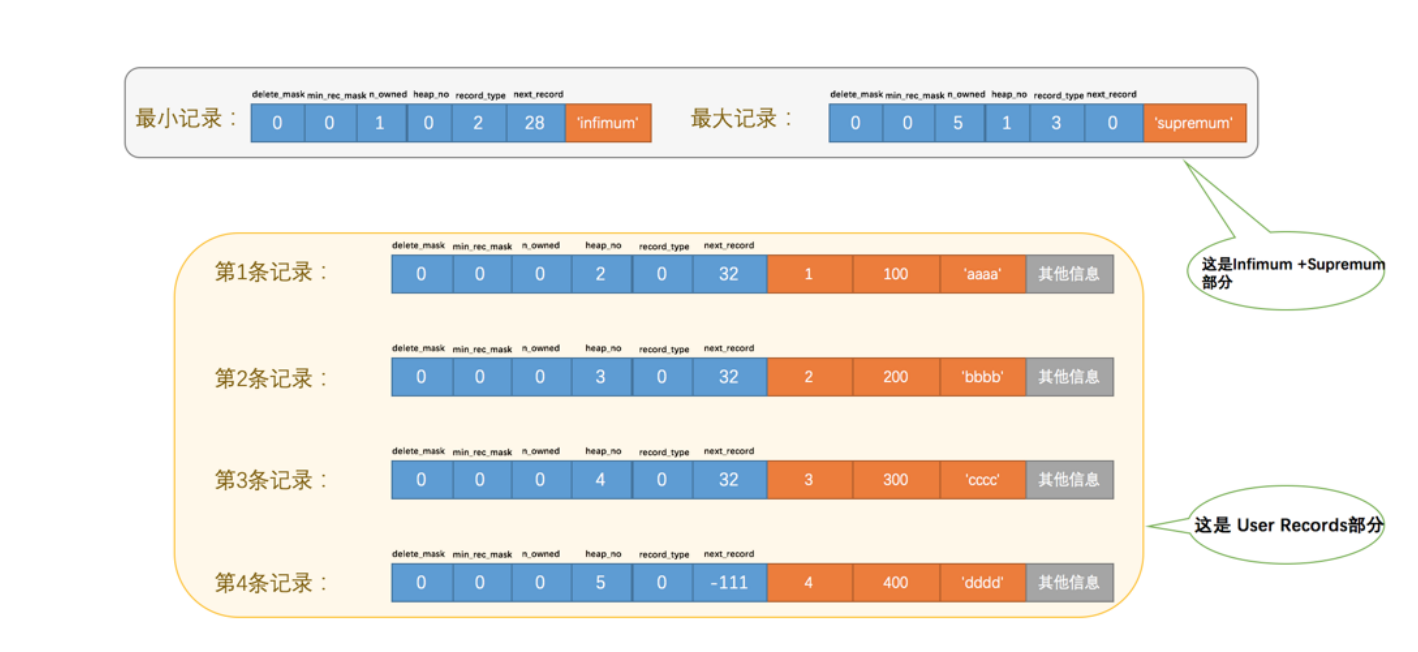 delete_mask min_rec_mask n_owned heap_no record_type next_record
最小记录： 0 0 1 0 2 28 'infimum'
delete_mask min_rec_mask n_owned heap_no record_type next_record
最大记录： 0 0 5 1 3 0 'supremum'
这是Infimum +Supremum
部分
delete_mask min_rec_mask n_owned heap_no record_type next_record
第1条记录： 0 0 0 2 0 32 1 100 'aaaa' 其他信息
delete_mask min_rec_mask n_owned heap_no record_type next_record
第2条记录： 0 0 0 3 0 32 2 200 'bbbb' 其他信息
delete_mask min_rec_mask n_owned heap_no record_type next_record
第3条记录： 0 0 0 4 0 32 3 300 'cccc' 其他信息
这是 User Records部分
delete_mask min_rec_mask n_owned heap_no record_type next_record
第4条记录： 0 0 0 5 0 -111 4 400 'dddd' 其他信息